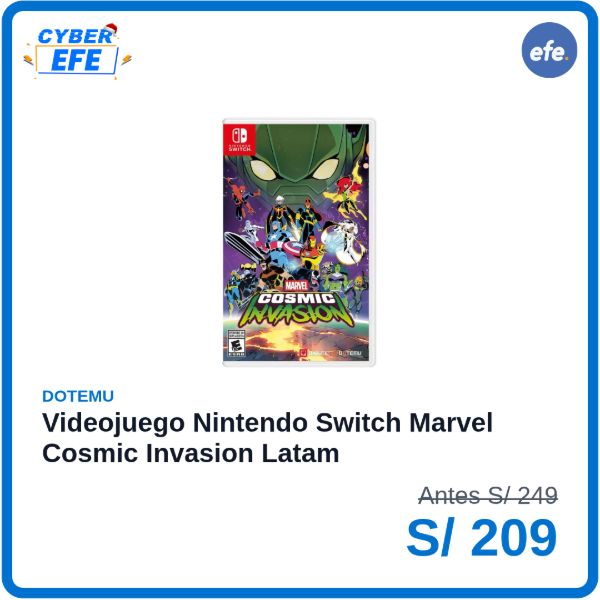 CYBER
EFE
efe.
NINTENDO
SWITCH
MARVEL
COSMIC
INVASION
E
DOTEMU
DOTEMU
Videojuego Nintendo Switch Marvel
Cosmic Invasion Latam
Antes S/ 249
S/ 209